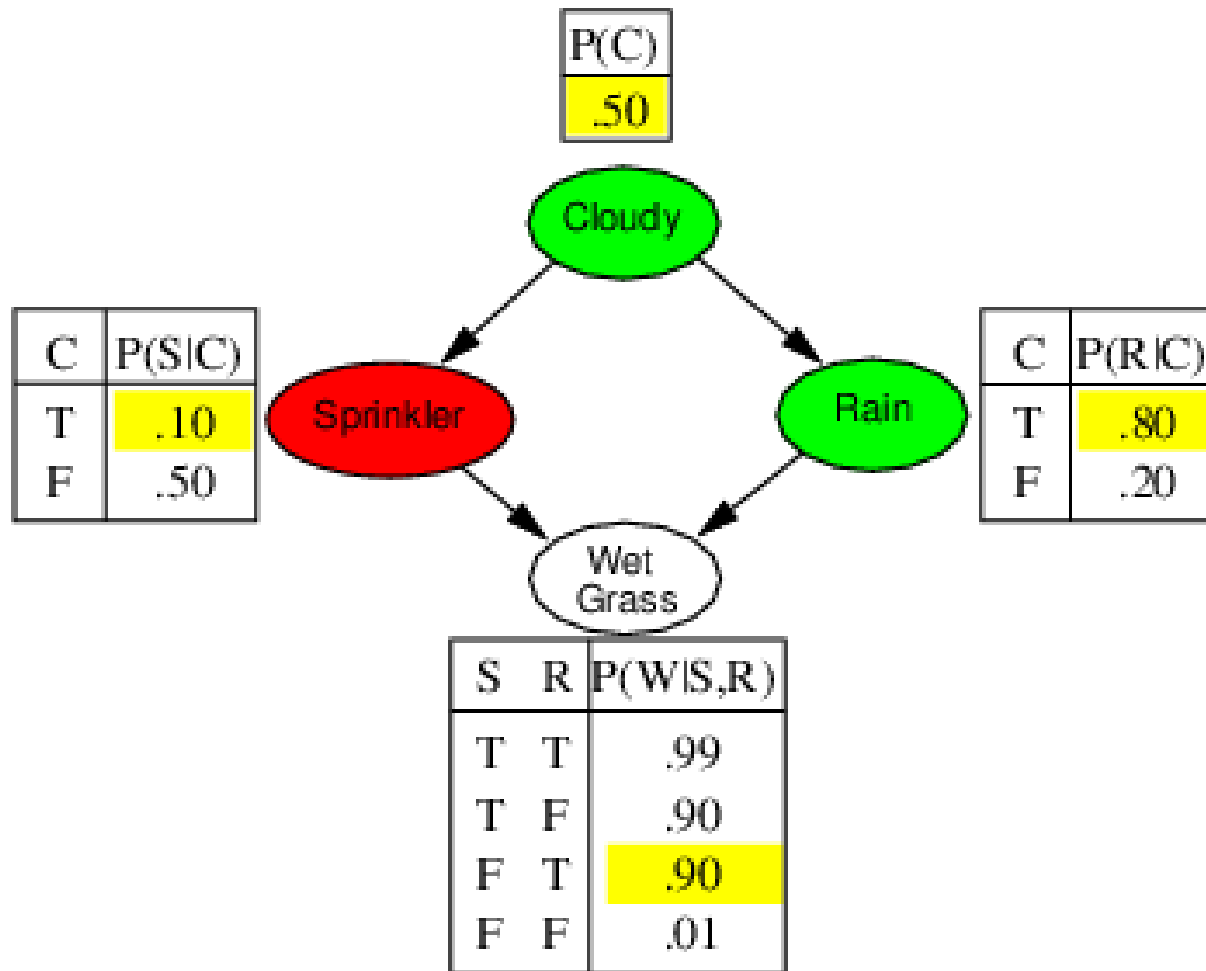 P(C)
.50
Cloudy
C P(S|C)
T .10
F .50
Sprinkler
Rain
C P(R|C)
T .80
F .20
Wet
Grass
S R P(W|S,R)
T T .99
T F .90
F T .90
F F .01